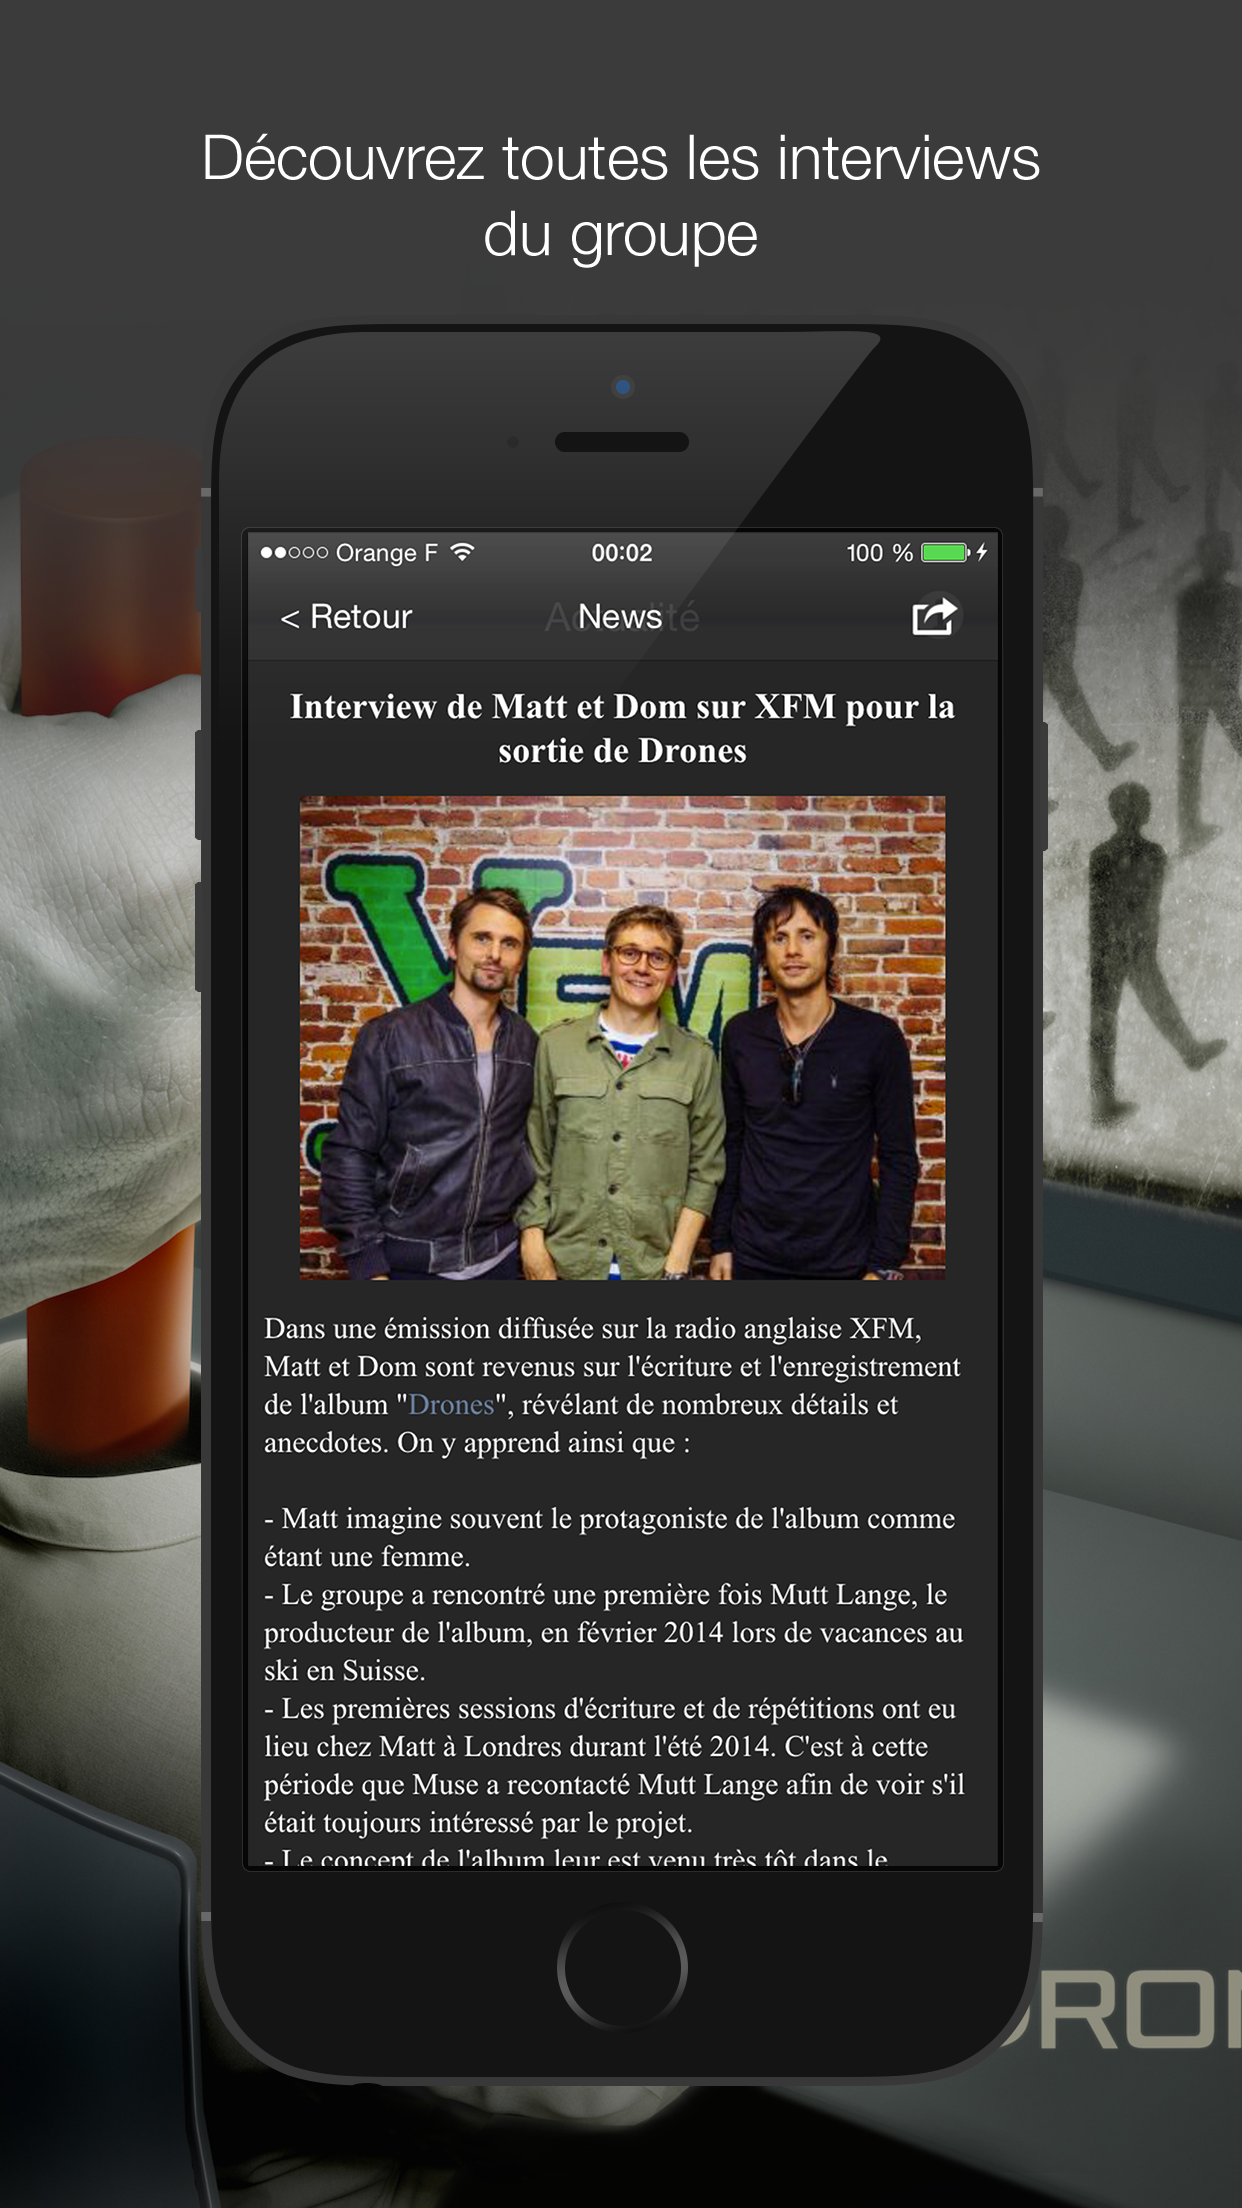 Découvrez toutes les interviews
du groupe
Orange F
00:02
100 %
< Retour
News
Actualité
Interview de Matt et Dom sur XFM pour la
sortie de Drones
XFM
Dans une émission diffusée sur la radio anglaise XFM,
Matt et Dom sont revenus sur l'écriture et l'enregistrement
de l'album "Drones", révélant de nombreux détails et
anecdotes. On y apprend ainsi que :
- Matt imagine souvent le protagoniste de l'album comme
étant une femme.
- Le groupe a rencontré une première fois Mutt Lange, le
producteur de l'album, en février 2014 lors de vacances au
ski en Suisse.
- Les premières sessions d'écriture et de répétitions ont eu
lieu chez Matt à Londres durant l'été 2014. C'est à cette
période que Muse a recontacté Mutt Lange afin de voir s'il
était toujours intéressé par le projet.
- Le concept de l'album leur est venu très tôt dans le
DRON